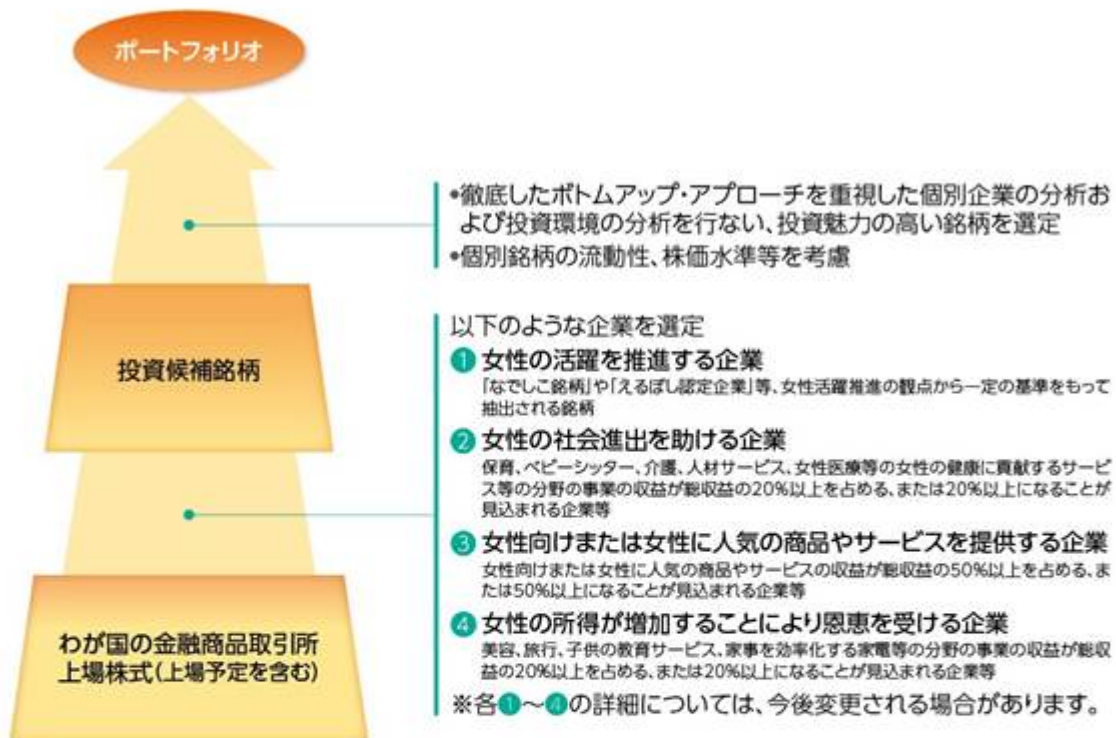 ポートフォリオ
•徹底したボトムアップ・アプローチを重視した個別企業の分析お
よび投資環境の分析を行ない、投資魅力の高い銘柄を選定
•個別銘柄の流動性、株価水準等を考慮
投資候補銘柄
以下のような企業を選定
❶ 女性の活躍を推進する企業
「なでしこ銘柄」や「えるぼし認定企業」等、女性活躍推進の観点から一定の基準をもって
抽出される銘柄
❷ 女性の社会進出を助ける企業
保育、ベビーシッター、介護、人材サービス、女性医療等の女性の健康に貢献するサービ
ス等の分野の事業の収益が総収益の20%以上を占める、または20%以上になることが
見込まれる企業等
❸ 女性向けまたは女性に人気の商品やサービスを提供する企業
女性向けまたは女性に人気の商品やサービスの収益が総収益の50%以上を占める、ま
たは50%以上になることが見込まれる企業等
❹ 女性の所得が増加することにより恩恵を受ける企業
美容、旅行、子供の教育サービス、家事を効率化する家電等の分野の事業の収益が総収
益の20%以上を占める、または20%以上になることが見込まれる企業等
※各❶〜❹の詳細については、今後変更される場合があります。
わが国の金融商品取引所
上場株式(上場予定を含む)